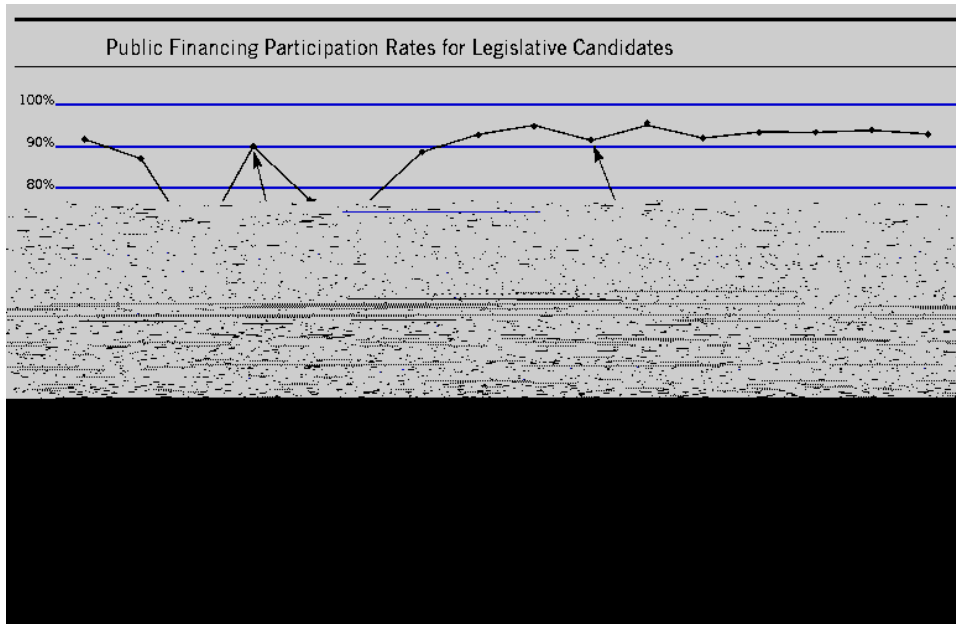 Public Financing Participation Rates for Legislative Candidates
100%
90%
80%